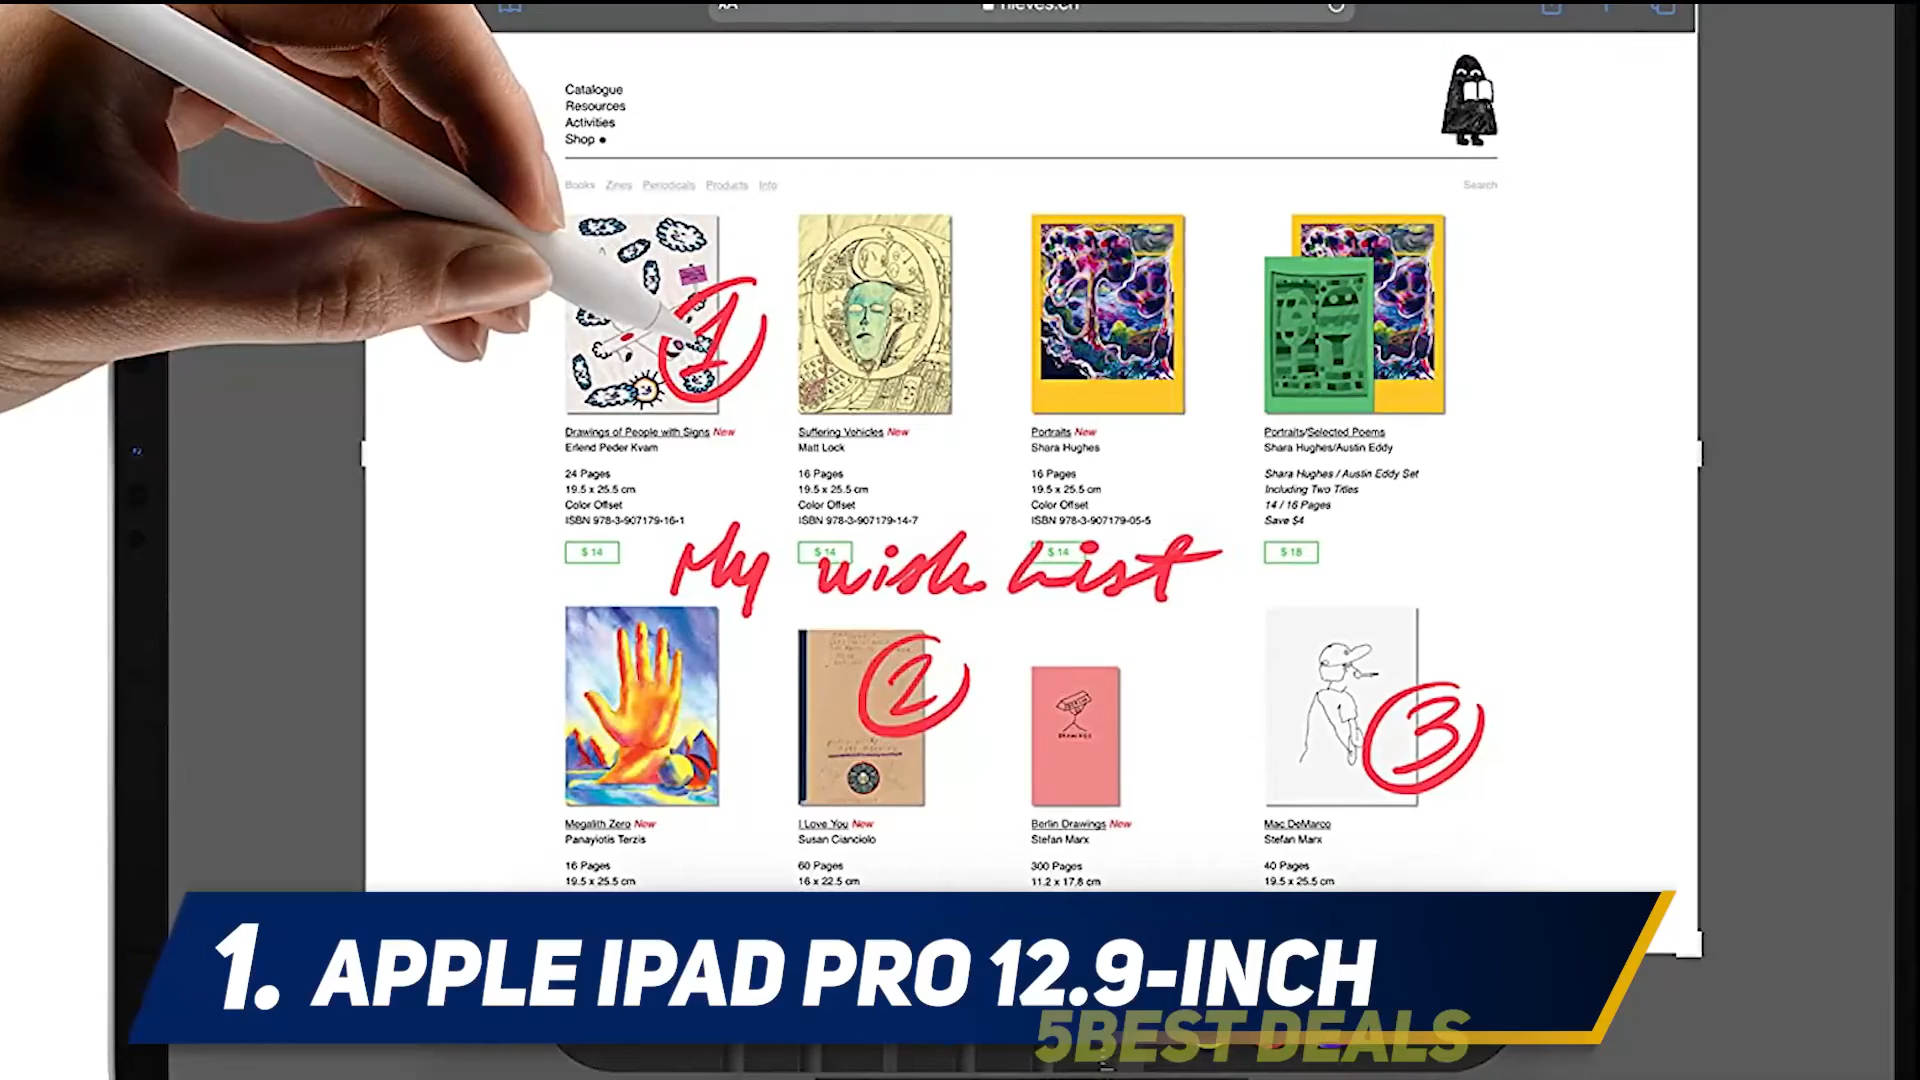 AA nieves.ch
Catalogue
Resources
Activities
Shop ●
Books Zines Periodicals Products Info Search
1
Drawings of People with Signs New
Erlend Peder Kvam
24 Pages
19.5 x 25.5 cm
Color Offset
ISBN 978-3-907179-16-1
$ 14
Suffering Vehicles New
Matt Lock
16 Pages
19.5 x 25.5 cm
Color Offset
ISBN 978-3-907179-14-7
$ 14
Portraits New
Shara Hughes
16 Pages
19.5 x 25.5 cm
Color Offset
ISBN 978-3-907179-05-5
$ 14
Portraits/Selected Poems
Shara Hughes/Austin Eddy
Shara Hughes / Austin Eddy Set
Including Two Titles
14 / 16 Pages
Save $4
$ 18
My wish List
2
3
DRAWINGS
Megalith Zero New
Panayiotis Terzis
16 Pages
19.5 x 25.5 cm
I Love You New
Susan Cianciolo
60 Pages
16 x 22.5 cm
Berlin Drawings New
Stefan Marx
300 Pages
11.2 x 17.8 cm
Mac DeMarco
Stefan Marx
40 Pages
19.5 x 25.5 cm
1. APPLE IPAD PRO 12.9-INCH
5BEST DEALS